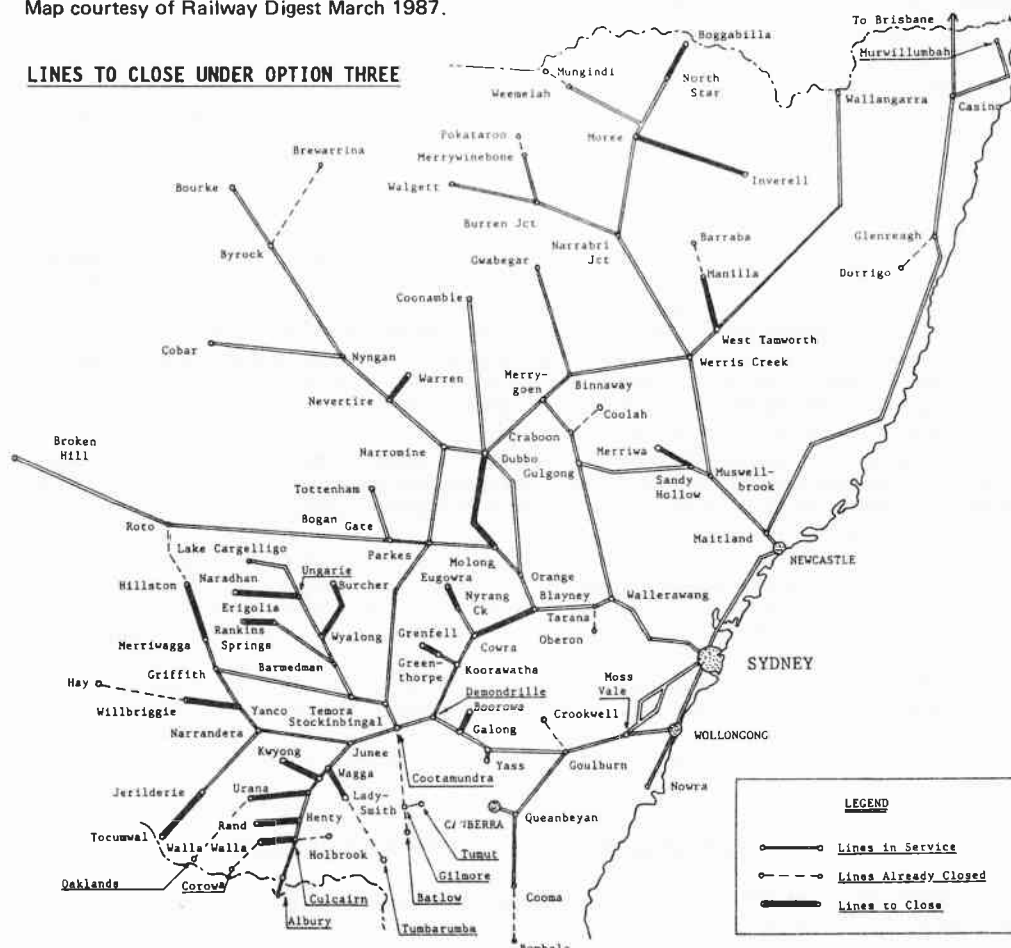 Map courtesy of Railway Digest March 1987.
To Brisbane
LINES TO CLOSE UNDER OPTION THREE
Boggabilla
Murwillumbah
Mungindi
North
Star
Weemelah
Wallangarra
Casino
Pokataroo
Moree
Brewarrina
Merrywinebone
Bourke
Walgett
Inverell
Burren Jct
Barraba
Glenreagh
Byrock
Narrabri
Jct
Gwabegar
Manilla
Dorrigo
Coonamble
West Tamworth
Cobar
Nyngan
Werris Creek
Merry-
goen
Warren
Binnaway
Nevertire
Coolah
Craboon
Broken
Hill
Narromine
Dubbo
Merriwa
Gulgong
Muswell-
brook
Sandy
Hollow
Tottenham
Bogan
Gate
Roto
Maitland
Parkes
Molong
Lake Cargelligo
NEWCASTLE
Ungarie
Eugowra
Orange
Naradhan
Burcher
Hillston
Nyrang
Ck
Blayney
Wallerawang
Erigolia
Tarana
Rankins
Springs
Wyalong
Grenfell
Oberon
Cowra
Merriwagga
Green-
thorpe
Koorawatha
SYDNEY
Barmedman
Griffith
Moss
Vale
Hay
Demondrille
Willbriggie
Boorowa
Crookwell
Yanco
Temora
Stockinbingal
Galong
Narrandera
WOLLONGONG
Junee
Yass
Goulburn
Kwyong
Wagga
Cootamundra
Nowra
Urana
Lady-
Smith
Jerilderie
LEGEND
Henty
CANBERRA
Queanbeyan
Rand
Tocumwal
Walla Walla
Lines in Service
Holbrook
Tumut
Gilmore
Lines Already Closed
Oaklands
Corowa
Culcairn
Batlow
Cooma
Lines to Close
Albury
Tumbarumba
Bombala